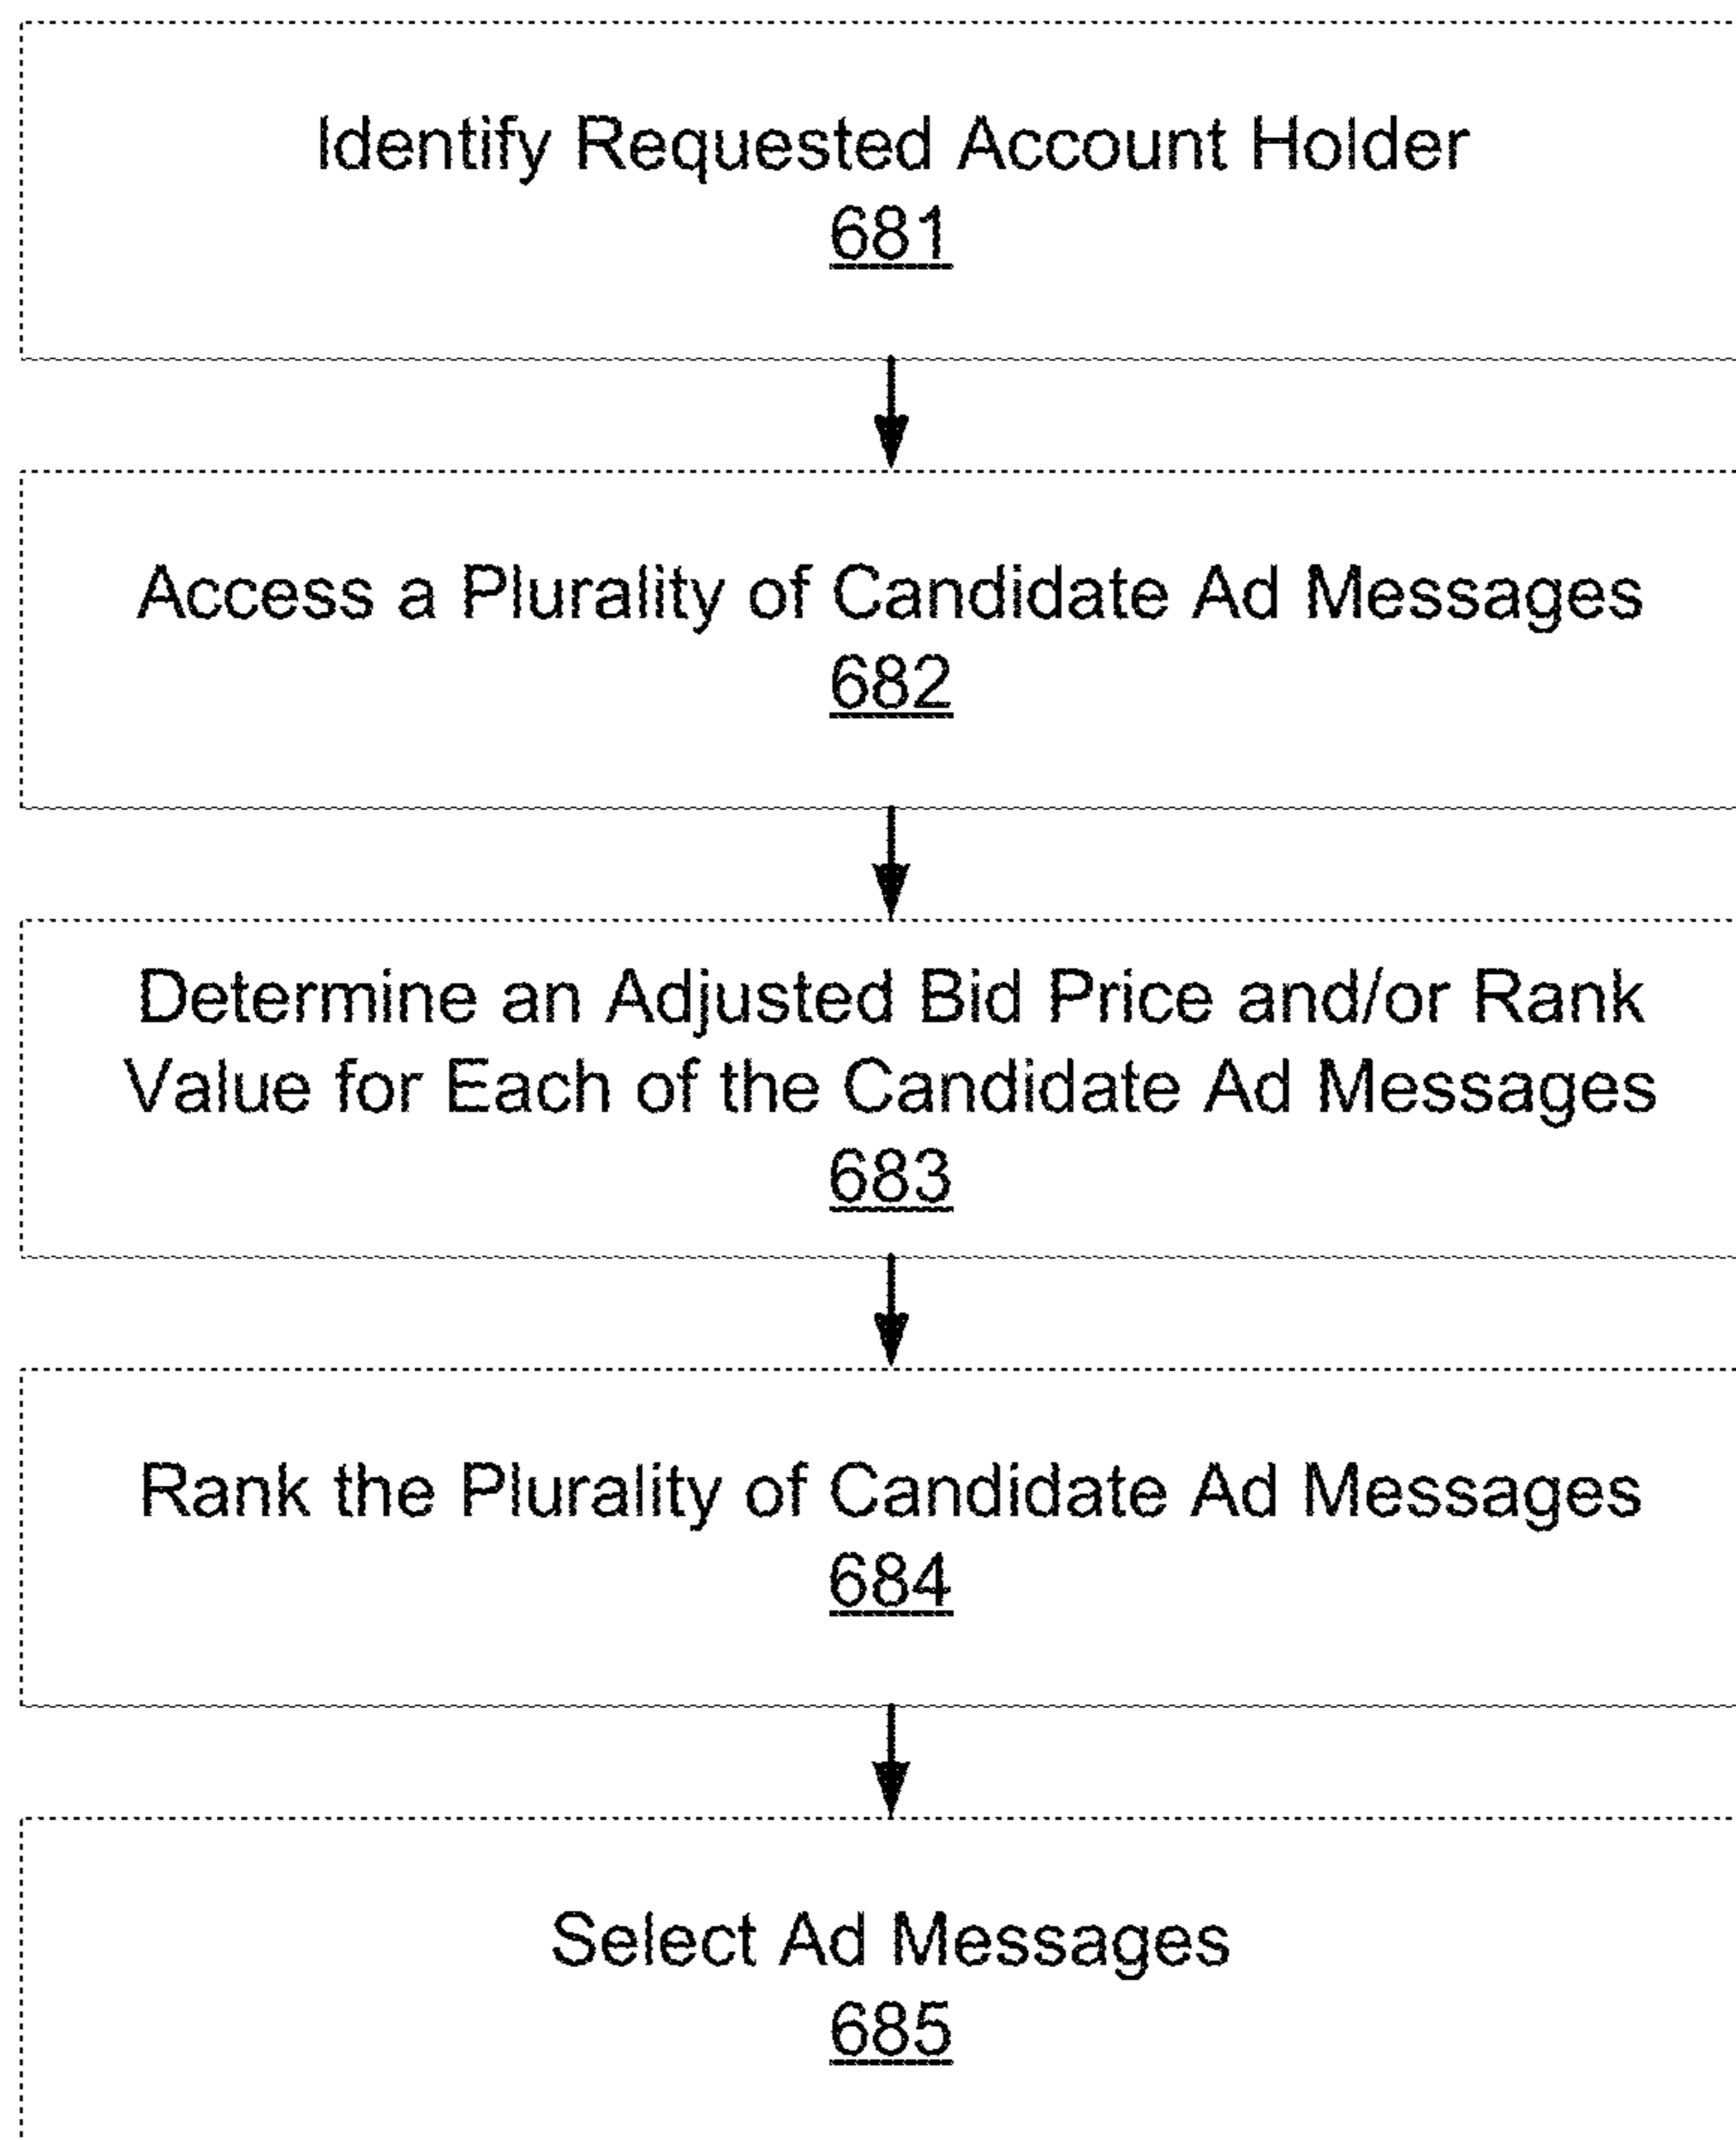 Identify Requested Account Holder
681
Access a Plurality of Candidate Ad Messages
682
Determine an Adjusted Bid Price and/or Rank
Value for Each of the Candidate Ad Messages
683
Rank the Plurality of Candidate Ad Messages
684
Select Ad Messages
685